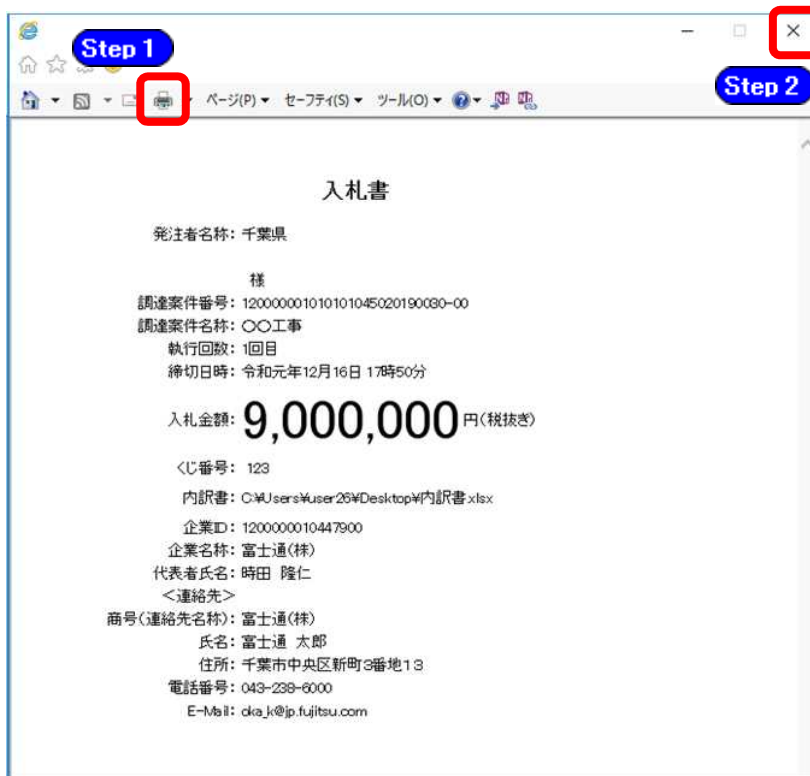 Step 1
Step 2
ページ(P) セーフティ(S) ツール(O)
入札書
発注者名称: 千葉県
様
調達案件番号: 120000001010101045020190030-00
調達案件名称: 〇〇工事
執行回数: 1回目
締切日時: 令和元年12月16日 17時50分
入札金額: 9,000,000 円(税抜き)
くじ番号: 123
内訳書: C:¥Users¥user26¥Desktop¥内訳書.xlsx
企業ID: 1200000010447900
企業名称: 富士通(株)
代表者氏名: 時田 隆仁
<連絡先>
商号(連絡先名称): 富士通(株)
氏名: 富士通 太郎
住所: 千葉市中央区新町3番地13
電話番号: 043-238-6000
E-Mail: oka_k@jp.fujitsu.com